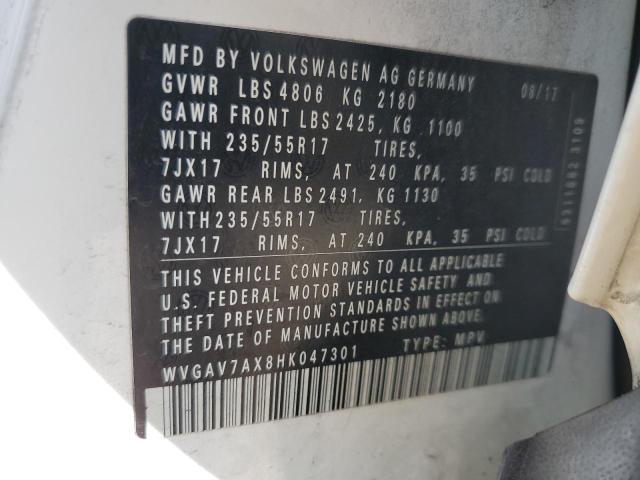 MFD BY VOLKSWAGEN AG GERMANY 08/17
GVWR LBS 4806 KG 2180
GAWR FRONT LBS 2425, KG 1100
WITH 235/55R17 TIRES,
7JX17 RIMS, AT 240 KPA, 35 PSI COLD
GAWR REAR LBS 2491, KG 1130
WITH 235/55R17 TIRES,
7JX17 RIMS, AT 240 KPA, 35 PSI COLD
THIS VEHICLE CONFORMS TO ALL APPLICABLE
U.S. FEDERAL MOTOR VEHICLE SAFETY AND
THEFT PREVENTION STANDARDS IN EFFECT ON
THE DATE OF MANUFACTURE SHOWN ABOVE.
WVGAV7AX8HK047301 TYPE: MPV